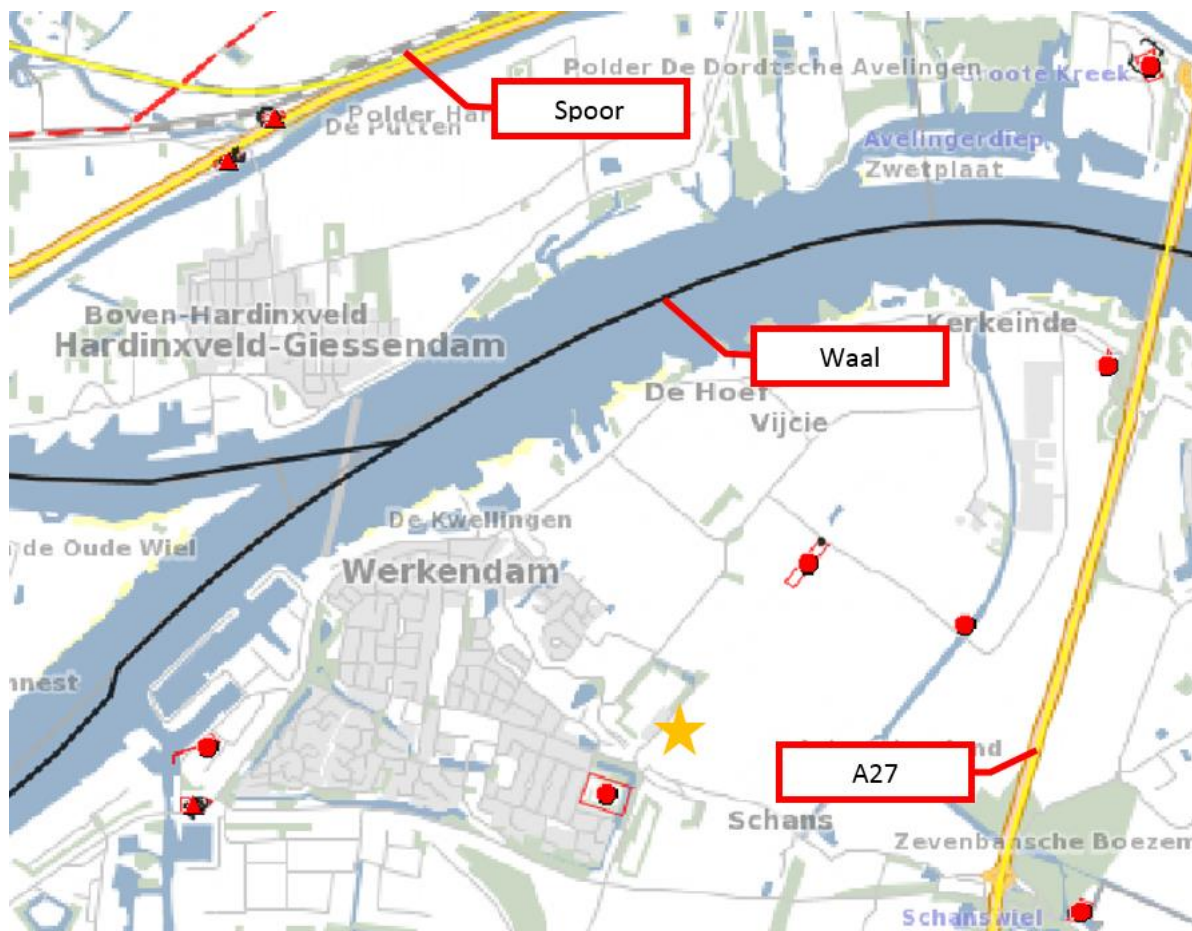 Polder De Dordtsche Avelingen
Groote Kreek
Spoor
Polder Har
De Putten
Avelingerdiep
Zwetplaat
Boven-Hardinxveld
Hardinxveld-Giessendam
Kerkeinde
Waal
De Hoef
Vijcie
De Kwellingen
de Oude Wiel
Werkendam
nnest
nd
A27
Schans
Zevenbansche Boezem
Schanswiel